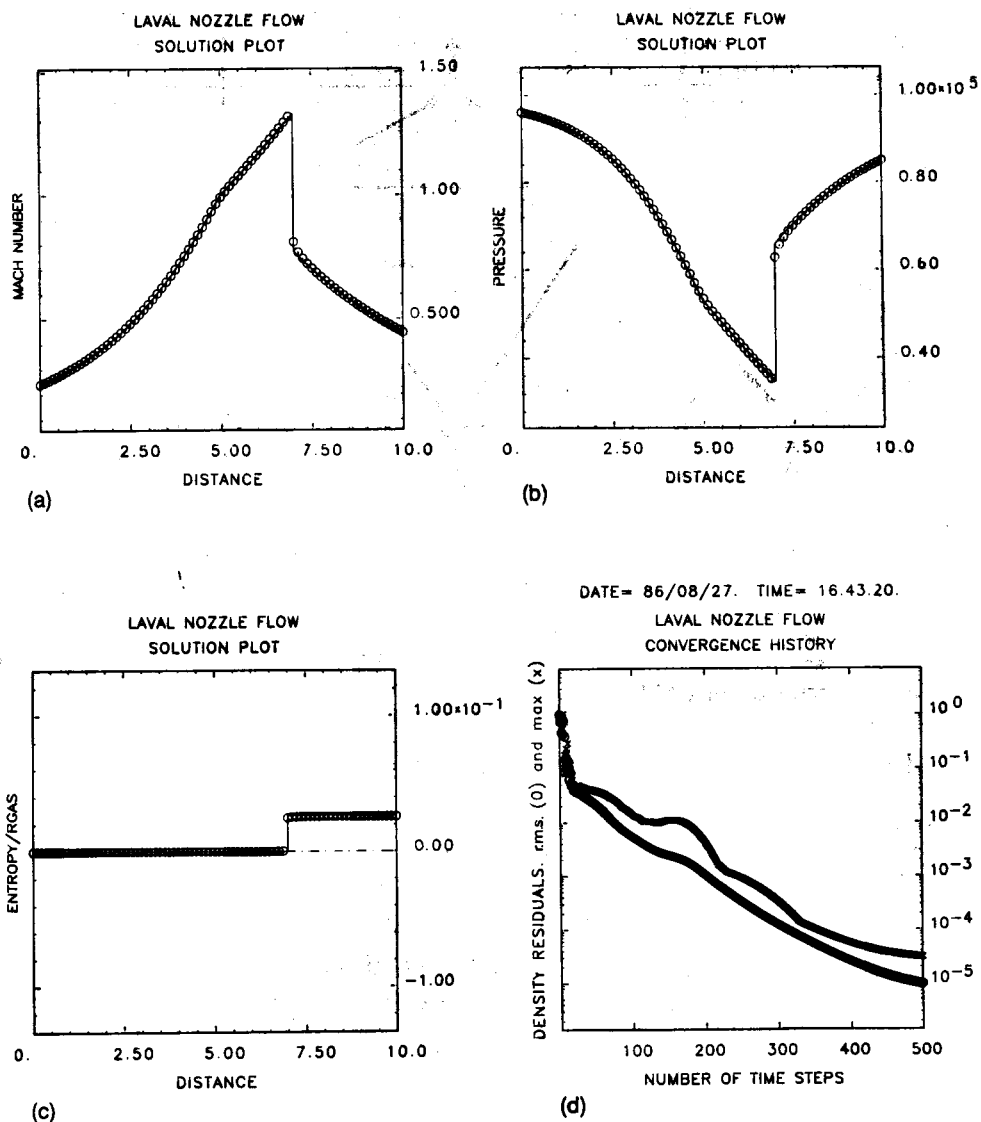 LAVAL NOZZLE FLOW
SOLUTION PLOT
1.50
1.00
0.500
MACH NUMBER
0.
2.50
5.00
7.50
10.0
DISTANCE
(a)
LAVAL NOZZLE FLOW
SOLUTION PLOT
1.00×10 5
0.80
0.60
0.40
PRESSURE
0.
2.50
5.00
7.50
10.0
DISTANCE
(b)
LAVAL NOZZLE FLOW
SOLUTION PLOT
1.00×10 -1
0.00
-1.00
ENTROPY/RGAS
0.
2.50
5.00
7.50
10.0
DISTANCE
(c)
DATE= 86/08/27. TIME= 16.43.20.
LAVAL NOZZLE FLOW
CONVERGENCE HISTORY
10 0
10 -1
10 -2
10 -3
10 -4
10 -5
DENSITY RESIDUALS. rms. (0) and max (x)
100
200
300
400
500
NUMBER OF TIME STEPS
(d)